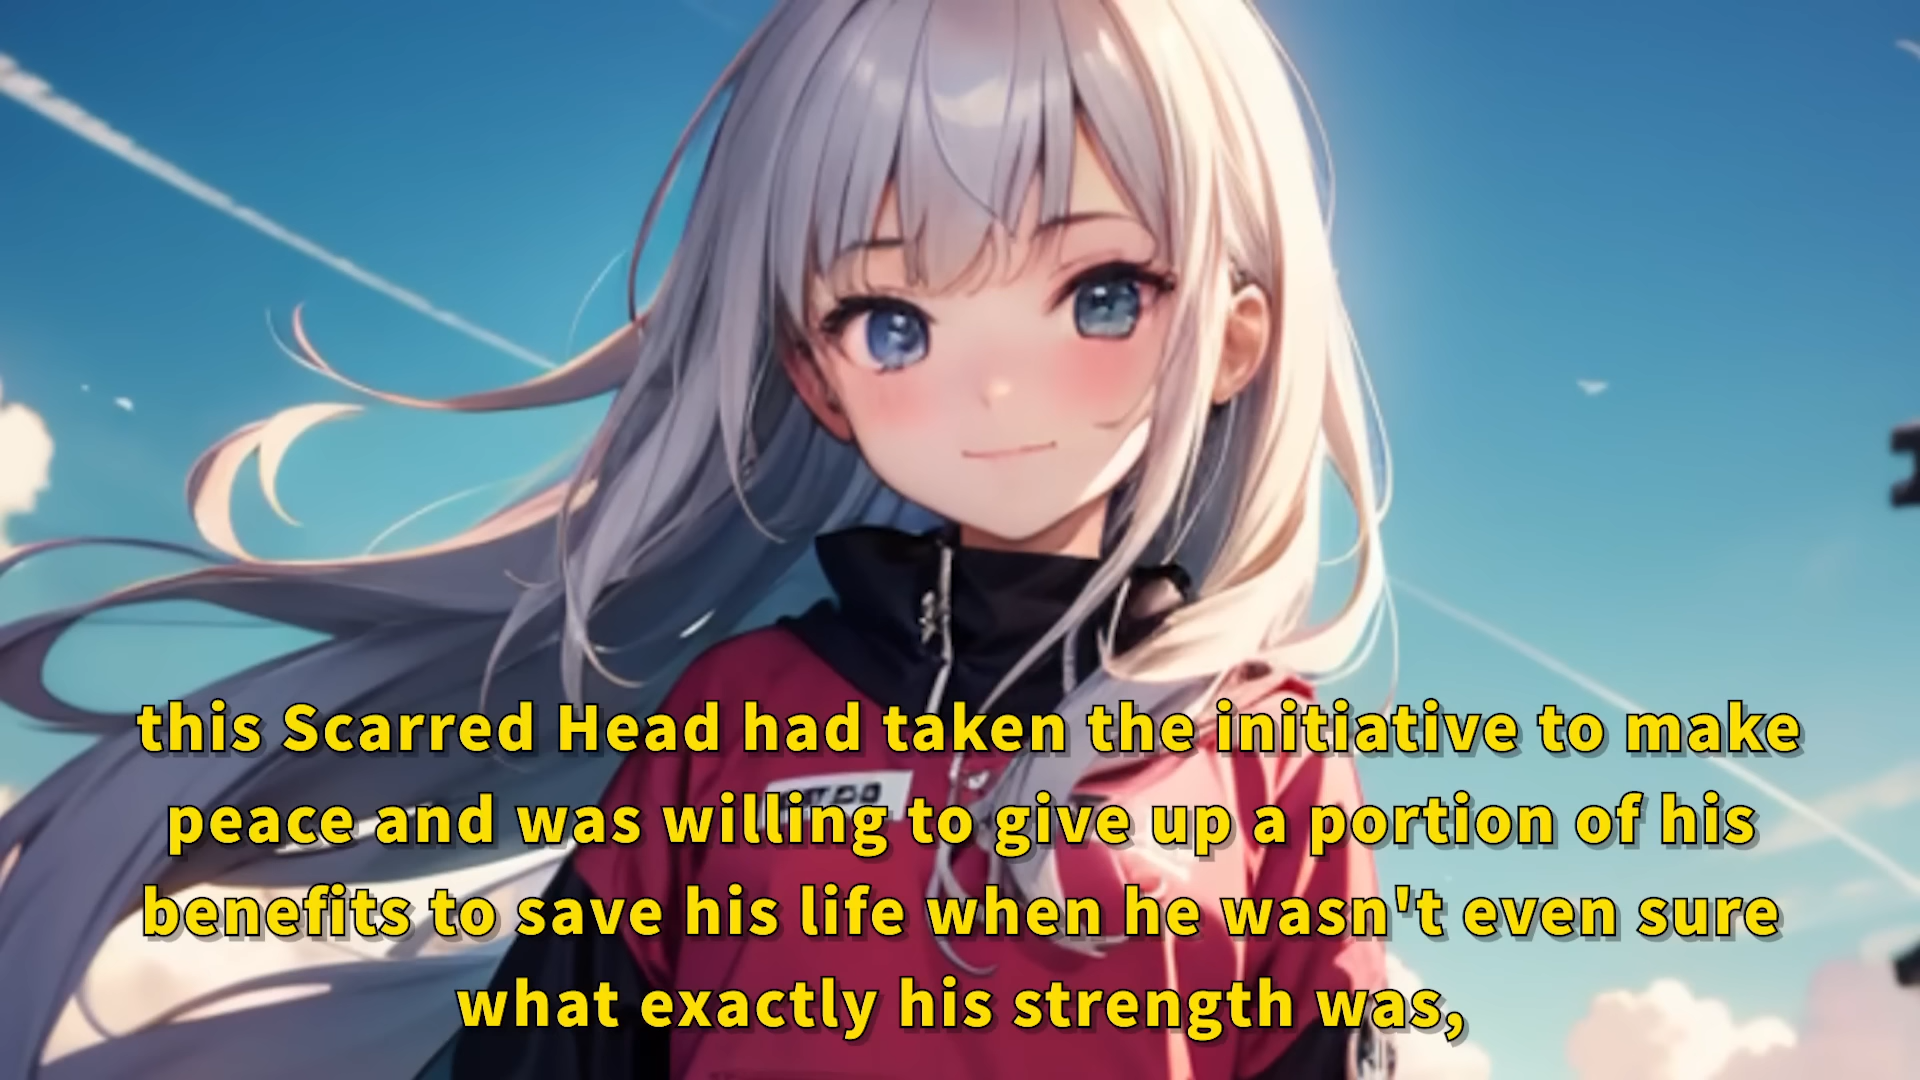 this Scarred Head had taken the initiative to make
peace and was willing to give up a portion of his
benefits to save his life when he wasn't even sure
what exactly his strength was,